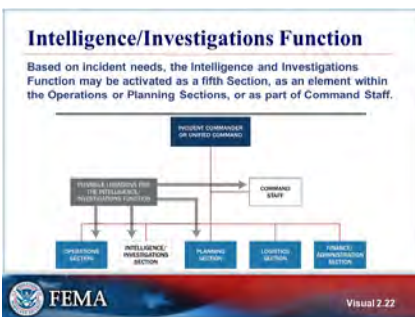 Intelligence/Investigations Function
Based on incident needs, the Intelligence and Investigations
Function may be activated as a fifth Section, as an element within
the Operations or Planning Sections, or as part of Command Staff.
INCIDENT COMMANDER
OR UNIFIED COMMAND
POSSIBLE LOCATIONS FOR
THE INTELLIGENCE/
INVESTIGATIONS FUNCTION
COMMAND
STAFF
OPERATIONS
SECTION
INTELLIGENCE/
INVESTIGATIONS
SECTION
PLANNING
SECTION
LOGISTICS
SECTION
FINANCE/
ADMINISTRATION
SECTION
FEMA
Visual 2.22